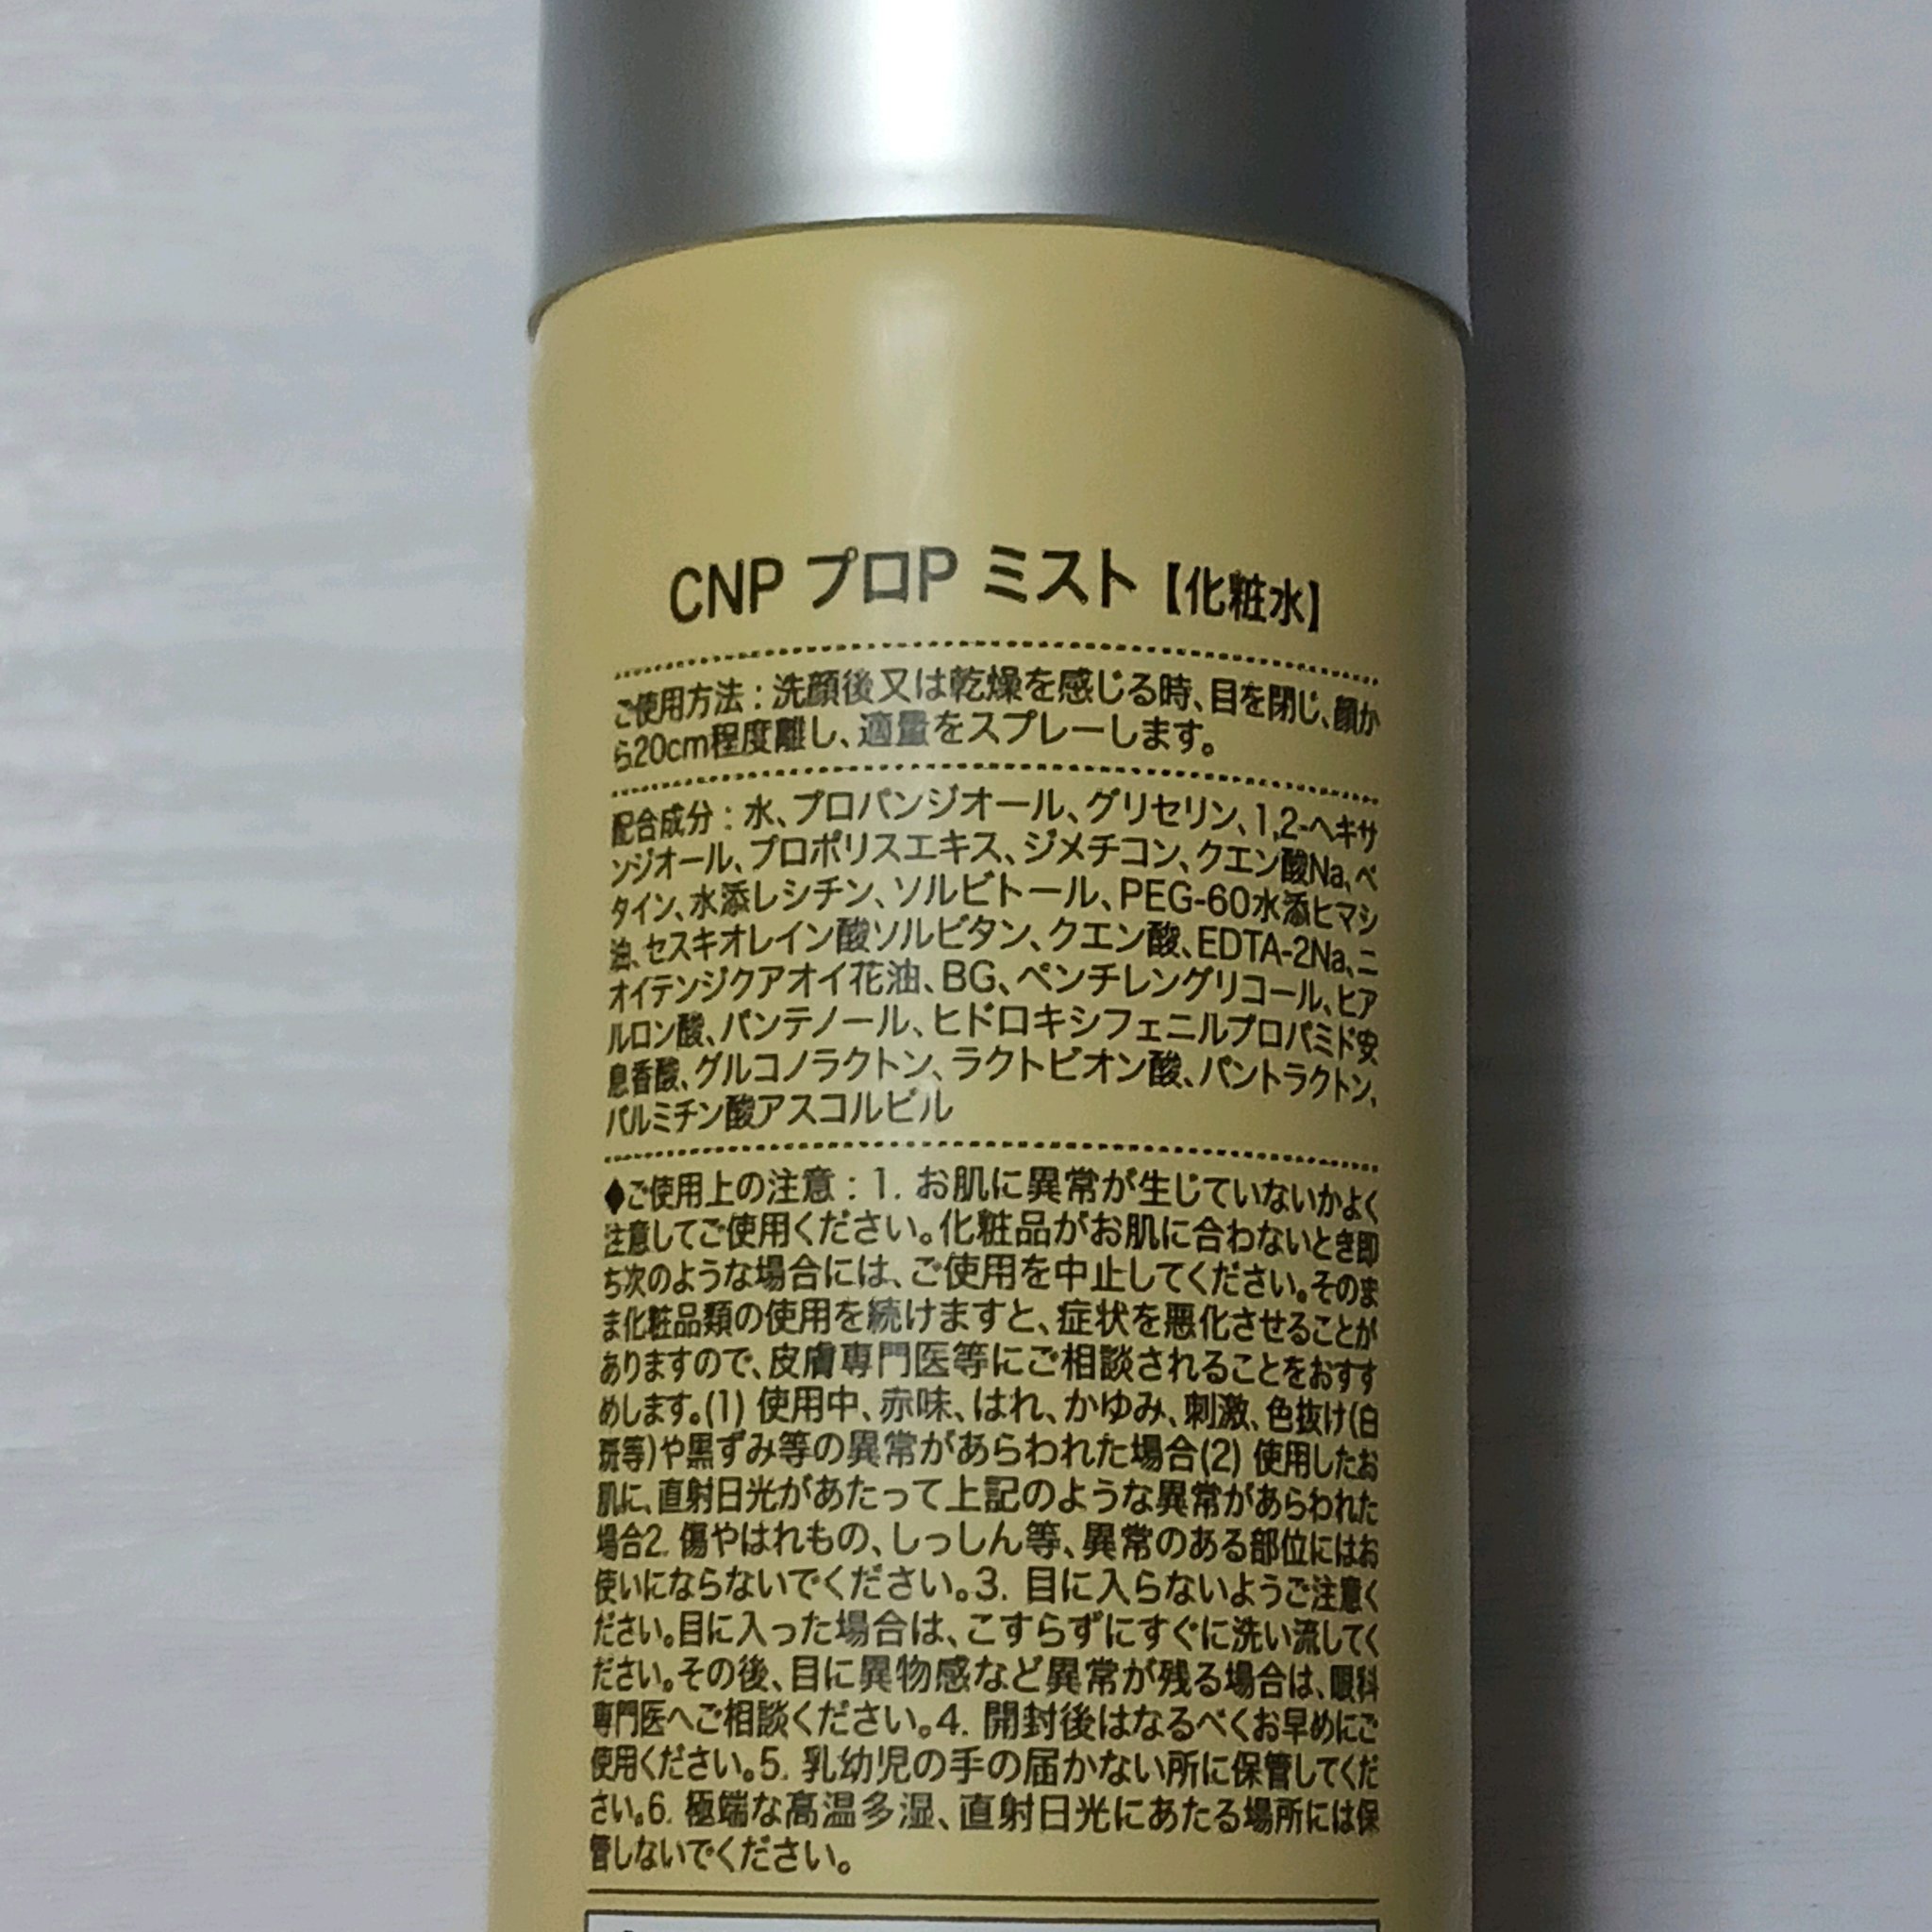 CNP プロP ミスト【化粧水】
ご使用方法：洗顔後又は乾燥を感じる時、目を閉じ、顔か
ら20cm程度離し、適量をスプレーします。
配合成分：水、プロパンジオール、グリセリン、1,2-ヘキサ
ンジオール、プロポリスエキス、ジメチコン、クエン酸Na、ベ
タイン、水添レシチン、ソルビトール、PEG-60水添ヒマシ
油、セスキオレイン酸ソルビタン、クエン酸、EDTA-2Na、ニ
オイテンジクアオイ花油、BG、ペンチレングリコール、ヒア
ルロン酸、パンテノール、ヒドロキシフェニルプロパミド安
息香酸、グルコノラクトン、ラクトビオン酸、パントラクトン、
パルミチン酸アスコルビル
♦ご使用上の注意：1. お肌に異常が生じていないかよく
注意してご使用ください。化粧品がお肌に合わないとき即
ち次のような場合には、ご使用を中止してください。そのま
ま化粧品類の使用を続けますと、症状を悪化させることが
ありますので、皮膚専門医等にご相談されることをおすす
めします。(1) 使用中、赤味、はれ、かゆみ、刺激、色抜け(白
斑等)や黒ずみ等の異常があらわれた場合(2) 使用したお
肌に、直射日光があたって上記のような異常があらわれた
場合2. 傷やはれもの、しっしん等、異常のある部位にはお
使いにならないでください。3. 目に入らないようご注意く
ださい。目に入った場合は、こすらずにすぐに洗い流してく
ださい。その後、目に異物感など異常が残る場合は、眼科
専門医へご相談ください。4. 開封後はなるべくお早めにご
使用ください。5. 乳幼児の手の届かない所に保管してくだ
さい。6. 極端な高温多湿、直射日光にあたる場所には保
管しないでください。